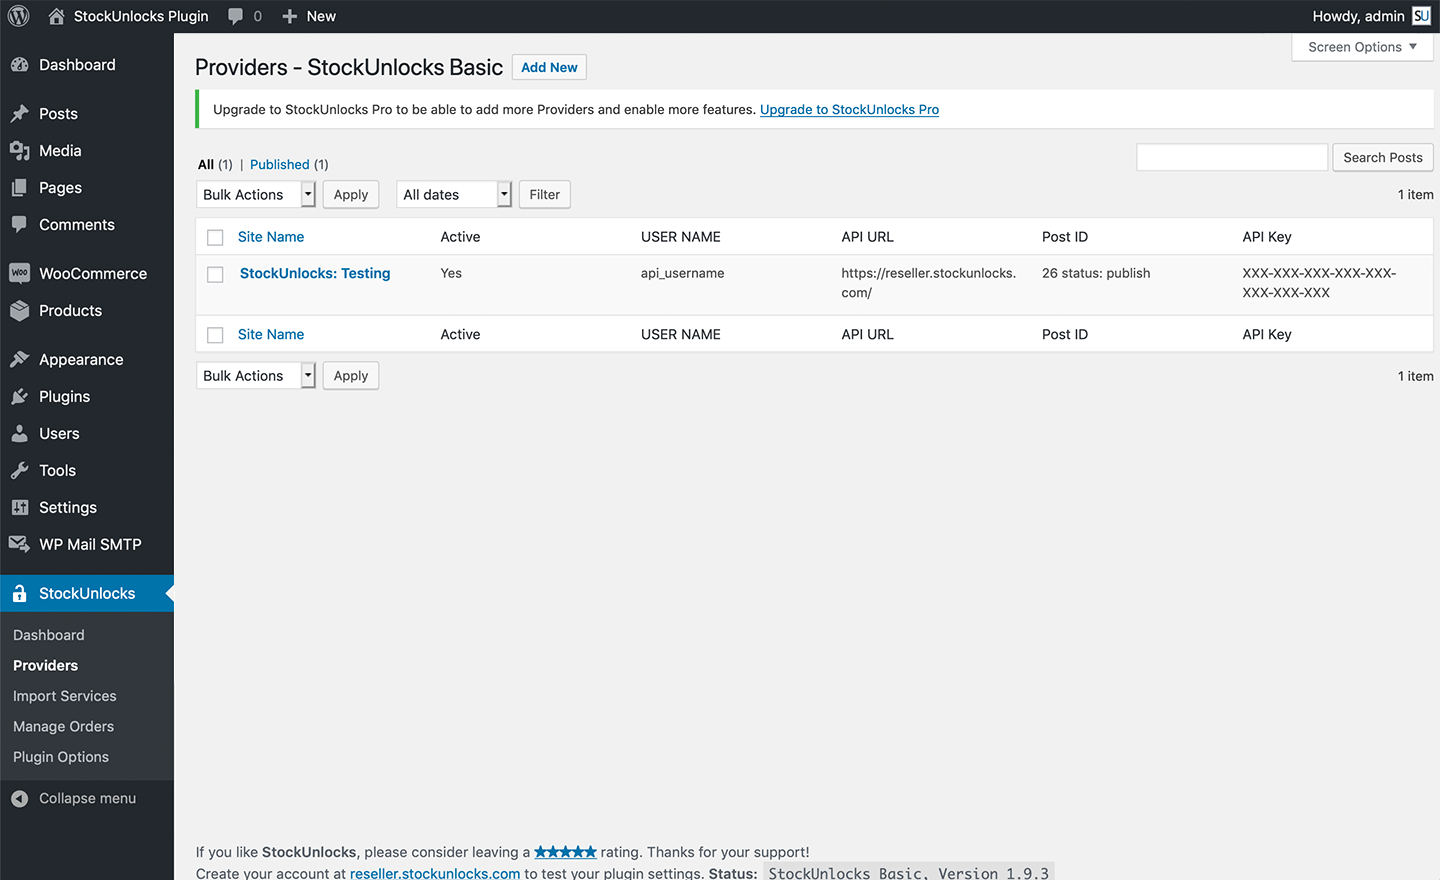 StockUnlocks Plugin 0 New Howdy, admin SU
Screen Options
Dashboard
Posts
Media
Pages
Comments
WOO WooCommerce
Products
Appearance
Plugins
Users
Tools
Settings
WP Mail SMTP
StockUnlocks
Dashboard
Providers
Import Services
Manage Orders
Plugin Options
Collapse menu
Providers - StockUnlocks Basic Add New
Upgrade to StockUnlocks Pro to be able to add more Providers and enable more features. Upgrade to StockUnlocks Pro
All (1) | Published (1)
Search Posts
Bulk Actions Apply All dates Filter 1 item
Site Name Active USER NAME API URL Post ID API Key
StockUnlocks: Testing Yes api_username https://reseller.stockunlocks. 26 status: publish XXX-XXX-XXX-XXX-XXX-
com/ XXX-XXX-XXX
Site Name Active USER NAME API URL Post ID API Key
Bulk Actions Apply 1 item
If you like StockUnlocks, please consider leaving a ★★★★★ rating. Thanks for your support!
Create your account at reseller.stockunlocks.com to test your plugin settings. Status: StockUnlocks Basic, Version 1.9.3